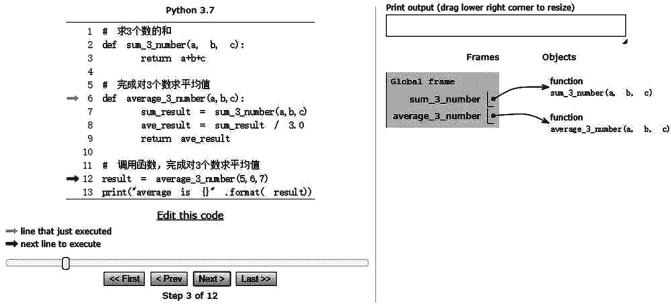 Python 3.7
1 # 求3个数的和
2 def sum_3_number(a, b, c):
3 return a+b+c
4
5 # 完成对3个数求平均值
6 def average_3_number(a,b,c):
7 sum_result = sum_3_number(a,b,c)
8 ave_result = sum_result / 3.0
9 return ave_result
10
11 # 调用函数，完成对3个数求平均值
12 result = average_3_number(5,6,7)
13 print("average is {}" .format( result))
Edit this code
line that just executed
next line to execute
<< First < Prev Next > Last >>
Step 3 of 12
Print output (drag lower right corner to resize)
Frames Objects
Global frame
sum_3_number
average_3_number
function
sum_3_number(a, b, c)
function
average_3_number(a, b, c)